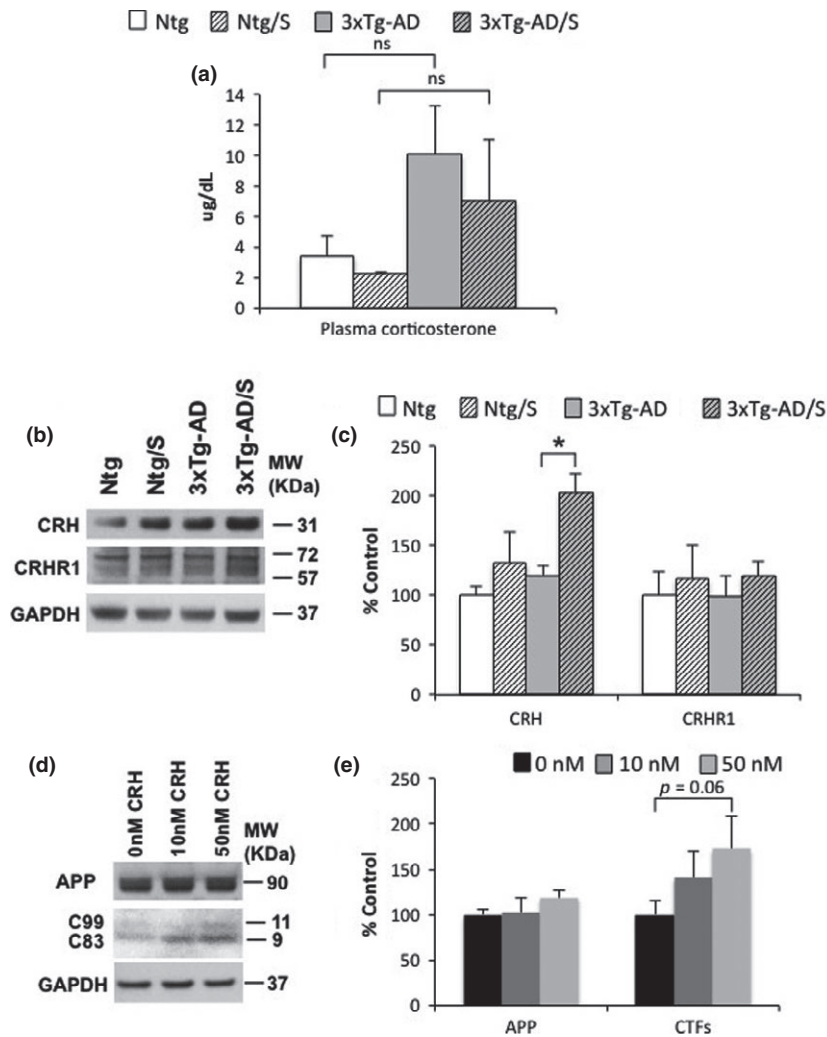 Ntg Ntg/S 3xTg-AD 3xTg-AD/S
ns
(a)
ns
14
12
10
8
6
4
2
0
ug/dL
Plasma corticosterone
(b)
Ntg
Ntg/S
3xTg-AD
3xTg-AD/S
MW
(KDa)
CRH
31
CRHR1
72
57
GAPDH
37
(c)
Ntg Ntg/S 3xTg-AD 3xTg-AD/S
250
200
150
100
50
0
% Control
*
CRH CRHR1
(d)
0nM CRH
10nM CRH
50nM CRH
MW
(KDa)
APP
90
C99
11
C83
9
GAPDH
37
(e)
0 nM 10 nM 50 nM
250
200
150
100
50
0
% Control
p = 0.06
APP CTFs